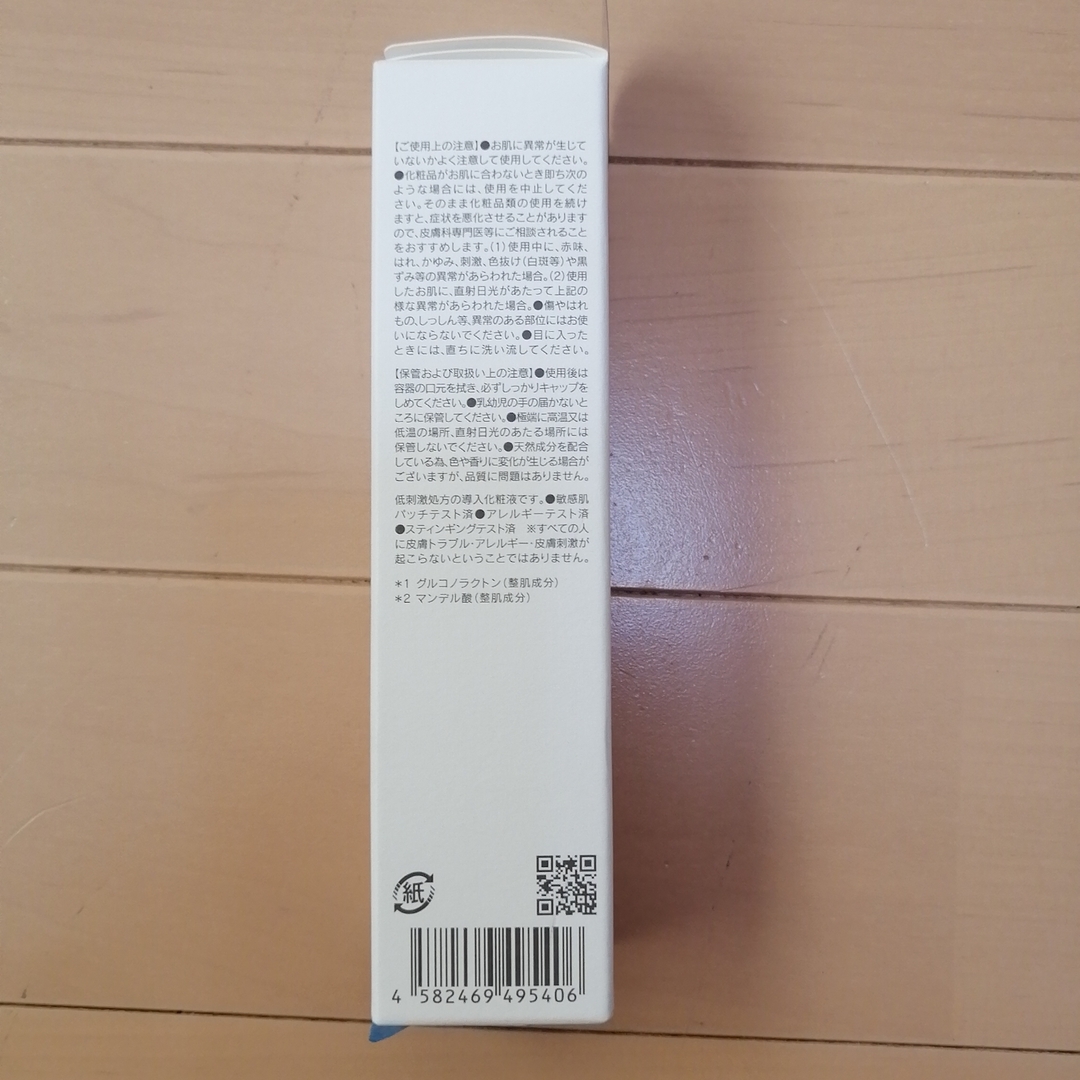 【ご使用上の注意】●お肌に異常が生じて
いないかよく注意して使用してください。
●化粧品がお肌に合わないとき即ち次の
ような場合には、使用を中止してくだ
さい。そのまま化粧品類の使用を続け
ますと、症状を悪化させることがあります
ので、皮膚科専門医等にご相談されること
をおすすめします。(1)使用中に、赤味、
はれ、かゆみ、刺激、色抜け(白斑等)や黒
ずみ等の異常があらわれた場合。(2)使用
したお肌に、直射日光があたって上記の
様な異常があらわれた場合。●傷やはれ
もの、しっしん等、異常のある部位にはお使
いにならないでください。●目に入った
ときには、直ちに洗い流してください。
【保管および取扱い上の注意】●使用後は
容器の口元を拭き、必ずしっかりキャップを
しめてください。●乳幼児の手の届かないと
ころに保管してください。●極端に高温又は
低温の場所、直射日光のあたる場所には
保管しないでください。●天然成分を配合
している為、色や香りに変化が生じる場合が
ございますが、品質に問題はありません。
低刺激処方の導入化粧液です。●敏感肌
パッチテスト済●アレルギーテスト済
●スティンギングテスト済 ※すべての人
に皮膚トラブル・アレルギー・皮膚刺激が
起こらないということではありません。
*1 グルコノラクトン(整肌成分)
*2 マンデル酸(整肌成分)
紙
4 582469 495406